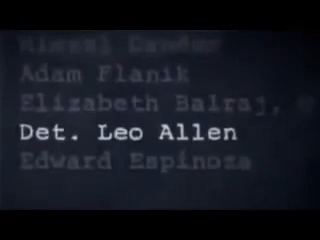 Adam Flanik
Elizabeth Balraj,
Det. Leo Allen
Edward Espinoza